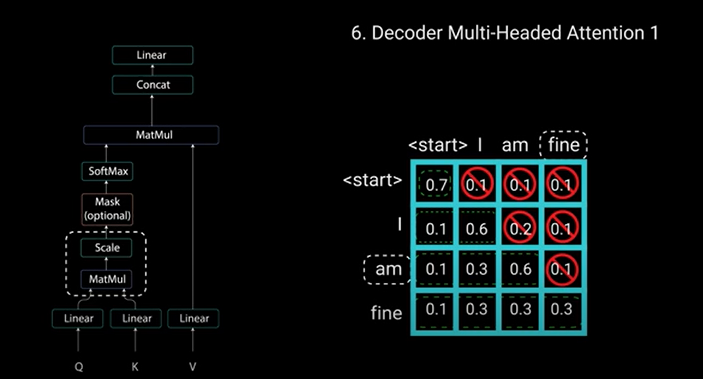 6. Decoder Multi-Headed Attention 1
Linear
Concat
MatMul
SoftMax
Mask
(optional)
Scale
MatMul
Linear Linear Linear
Q K V
<start> I am fine
<start> 0.7 0.1 0.1 0.1
I 0.1 0.6 0.2 0.1
am 0.1 0.3 0.6 0.1
fine 0.1 0.3 0.3 0.3